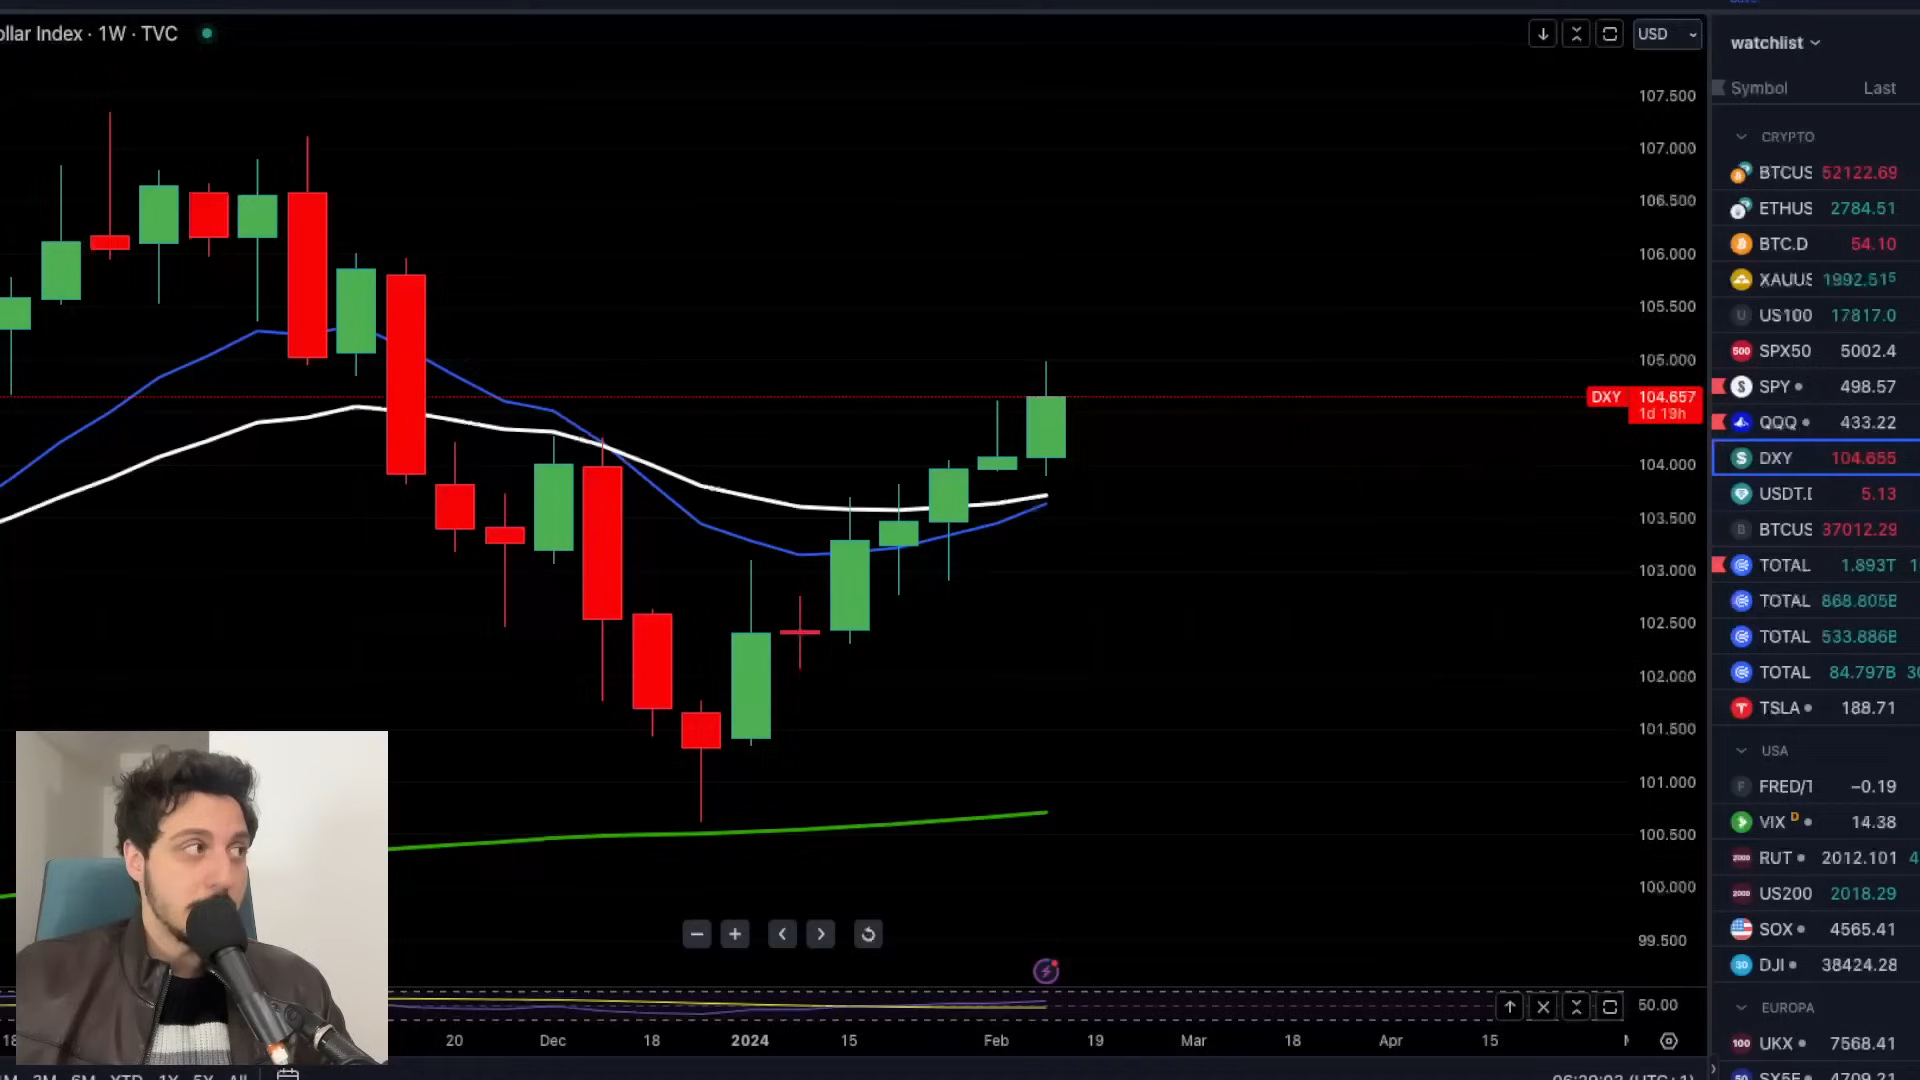 ollar Index · 1W · TVC
USD
107.500
107.000
106.500
106.000
105.500
105.000
DXY 104.657
1d 19h
104.000
103.500
103.000
102.500
102.000
101.500
101.000
100.500
100.000
99.500
50.00
20 Dec 18 2024 15 Feb 19 Mar 18 Apr 15
watchlist
Symbol Last
CRYPTO
BTCUS 52122.69
ETHUS 2784.51
BTC.D 54.10
XAUUS 1992.515
US100 17817.0
SPX50 5002.4
SPY 498.57
QQQ 433.22
DXY 104.655
USDT.D 5.13
BTCUS 37012.29
TOTAL 1.893T
TOTAL 868.805B
TOTAL 533.886B
TOTAL 84.797B
TSLA 188.71
USA
FRED/T −0.19
VIX D 14.38
RUT 2012.101
US200 2018.29
SOX 4565.41
DJI 38424.28
EUROPA
UKX 7568.41